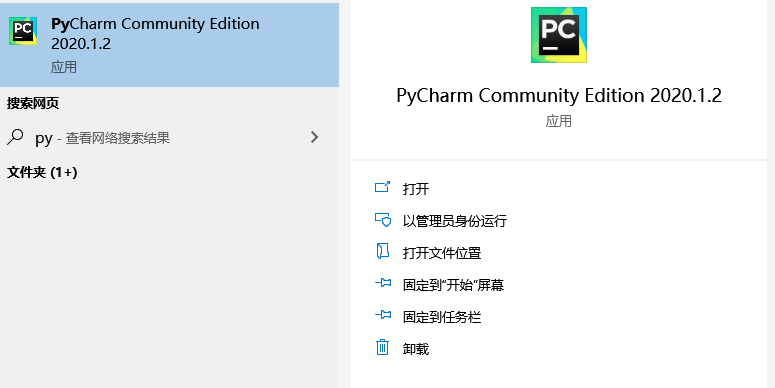 PyCharm Community Edition
2020.1.2
应用
搜索网页
py - 查看网络搜索结果
文件夹 (1+)
PC
PC
PyCharm Community Edition 2020.1.2
应用
打开
以管理员身份运行
打开文件位置
固定到“开始”屏幕
固定到任务栏
卸载